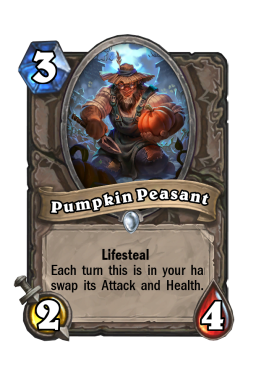 3
Pumpkin Peasant
Lifesteal
Each turn this is in your ha
swap its Attack and Health.
2
4